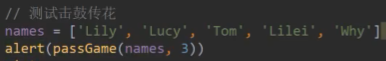 // 测试击鼓传花
names = ['Lily', 'Lucy', 'Tom', 'Lilei', 'Why']
alert(passGame(names, 3))